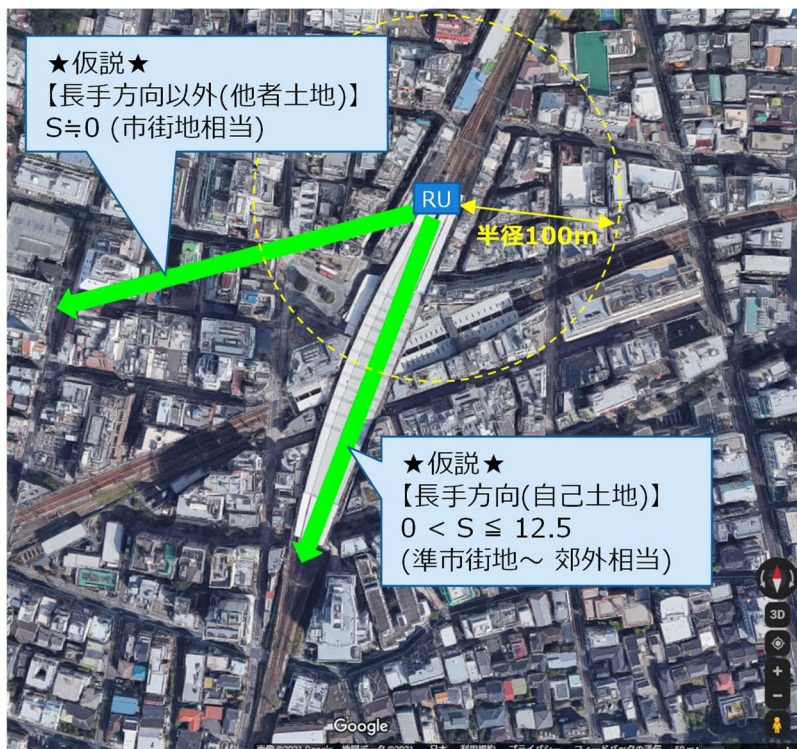 ★仮説★
【長手方向以外(他者土地)】
S≒0 (市街地相当)
RU
半径100m
★仮説★
【長手方向(自己土地)】
0 < S ≦ 12.5
(準市街地～ 郊外相当)
3D
Google